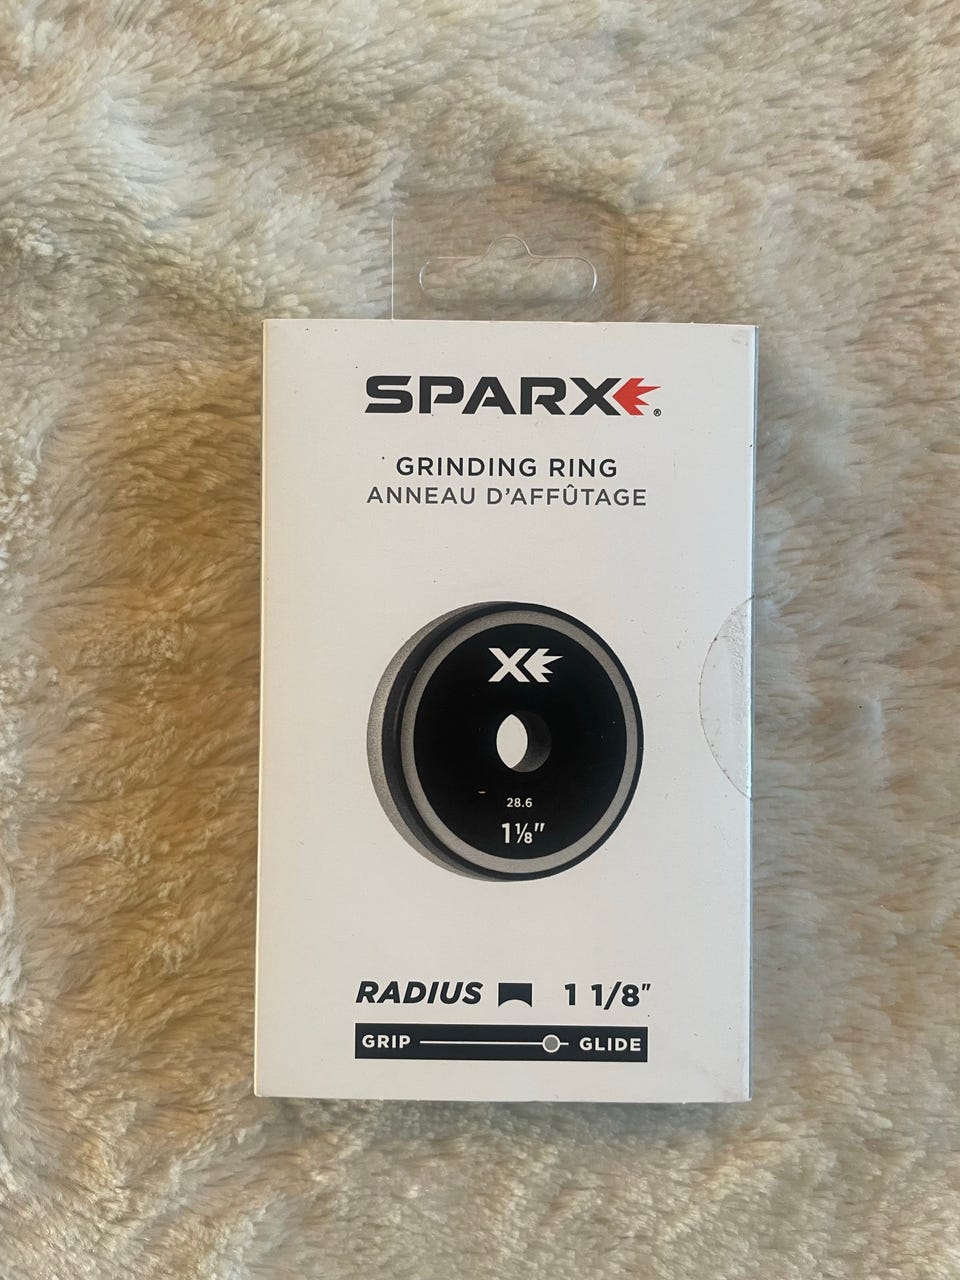 SPARX®
GRINDING RING
ANNEAU D'AFFÛTAGE
X
28.6
1⅛"
RADIUS 1 1/8"
GRIP GLIDE